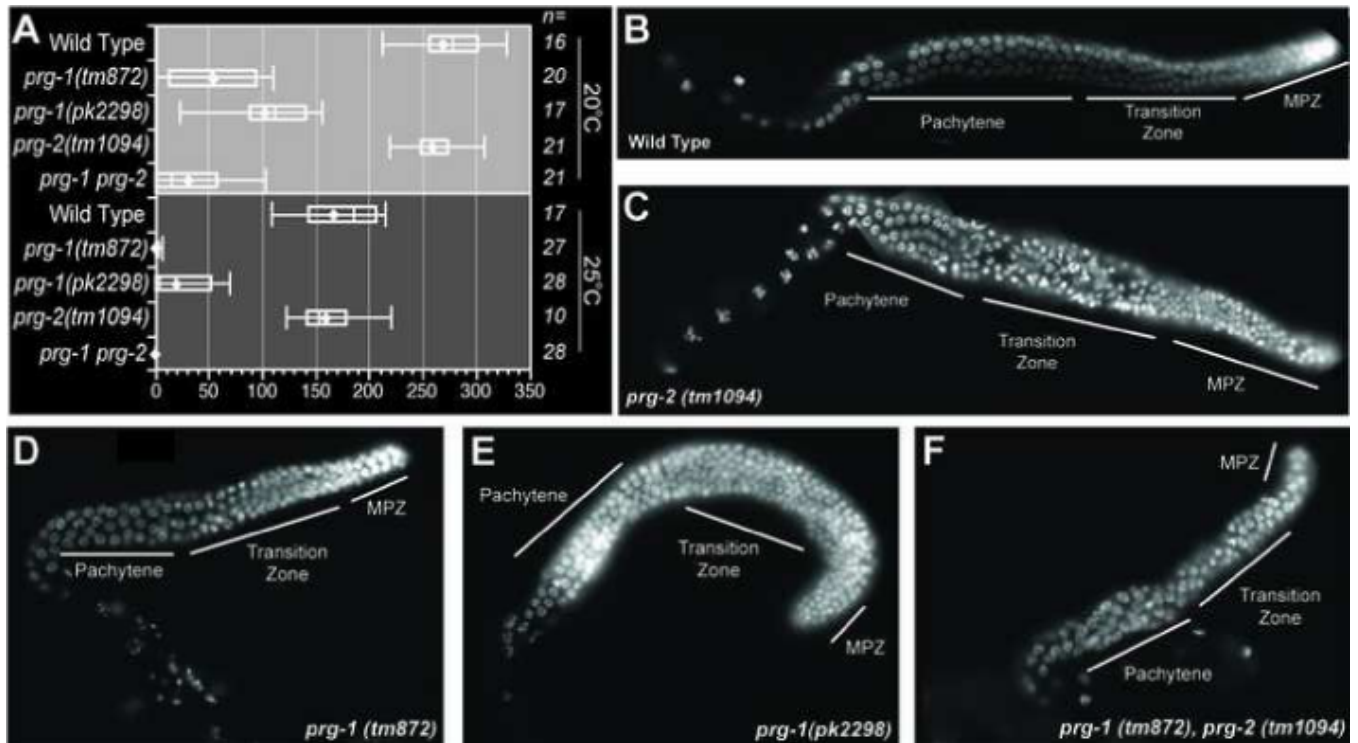 A
n=
Wild Type 16
prg-1(tm872) 20
prg-1(pk2298) 17
prg-2(tm1094) 21
prg-1 prg-2 21
20°C
Wild Type 17
prg-1(tm872) 27
prg-1(pk2298) 28
prg-2(tm1094) 10
prg-1 prg-2 28
25°C
0 50 100 150 200 250 300 350
B
Pachytene
Transition
Zone
MPZ
Wild Type
C
Pachytene
Transition
Zone
MPZ
prg-2 (tm1094)
D
MPZ
Transition
Zone
Pachytene
prg-1 (tm872)
E
Pachytene
Transition
Zone
MPZ
prg-1(pk2298)
F
MPZ
Transition
Zone
Pachytene
prg-1 (tm872), prg-2 (tm1094)